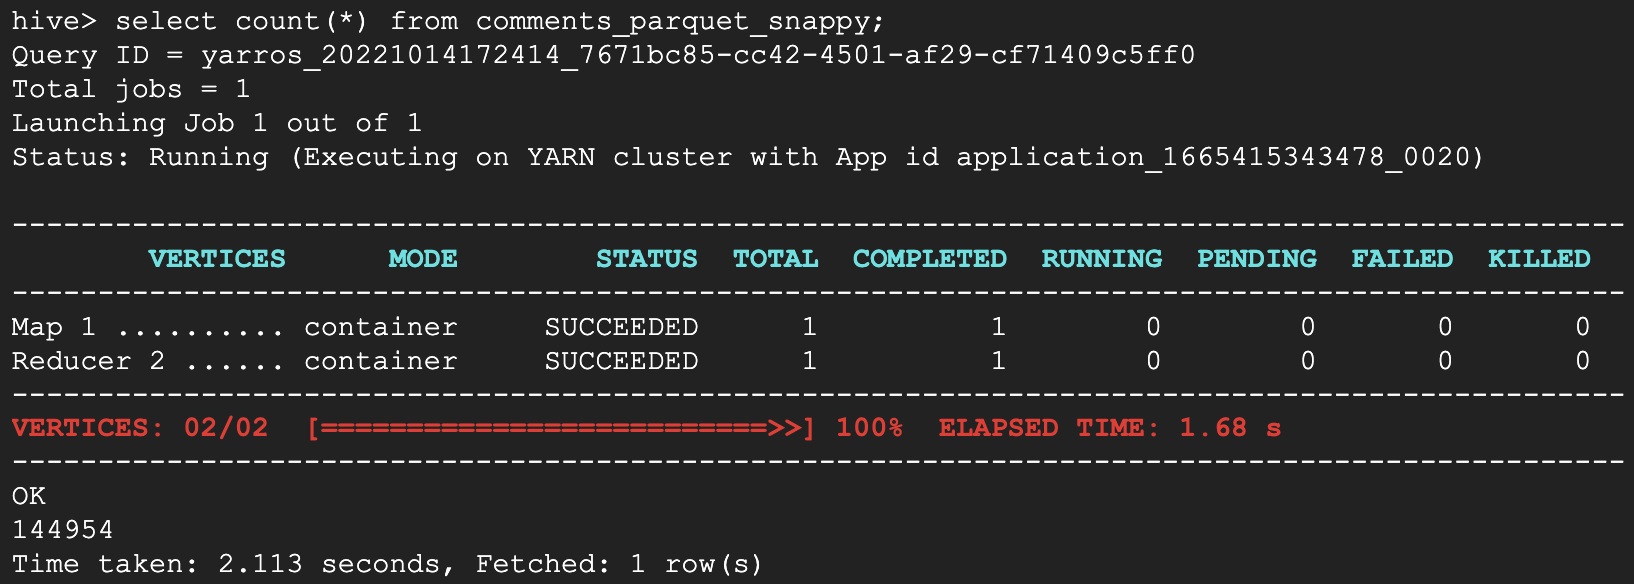 hive> select count(*) from comments_parquet_snappy;
Query ID = yarros_20221014172414_7671bc85-cc42-4501-af29-cf71409c5ff0
Total jobs = 1
Launching Job 1 out of 1
Status: Running (Executing on YARN cluster with App id application_1665415343478_0020)
----------------------------------------------------------------------------------------------
        VERTICES      MODE        STATUS  TOTAL  COMPLETED  RUNNING  PENDING  FAILED  KILLED
----------------------------------------------------------------------------------------------
Map 1 .......... container     SUCCEEDED      1          1        0        0       0       0
Reducer 2 ...... container     SUCCEEDED      1          1        0        0       0       0
----------------------------------------------------------------------------------------------
VERTICES: 02/02  [==========================>>] 100%  ELAPSED TIME: 1.68 s
----------------------------------------------------------------------------------------------
OK
144954
Time taken: 2.113 seconds, Fetched: 1 row(s)